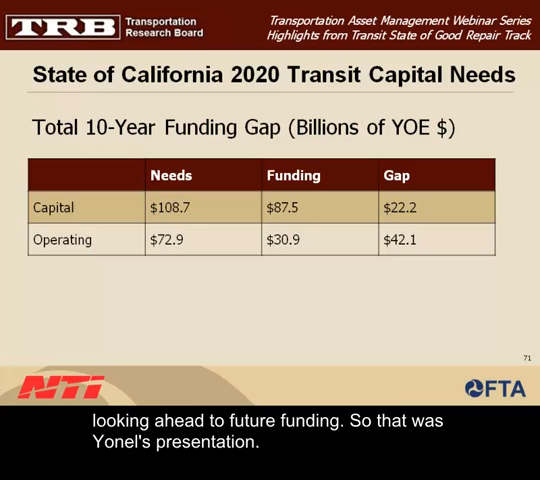 TRB Transportation Research Board
Transportation Asset Management Webinar Series
Highlights from Transit State of Good Repair Track
State of California 2020 Transit Capital Needs
Total 10-Year Funding Gap (Billions of YOE $)
Needs Funding Gap
Capital $108.7 $87.5 $22.2
Operating $72.9 $30.9 $42.1
71
NTI FTA
looking ahead to future funding. So that was
Yonel's presentation.